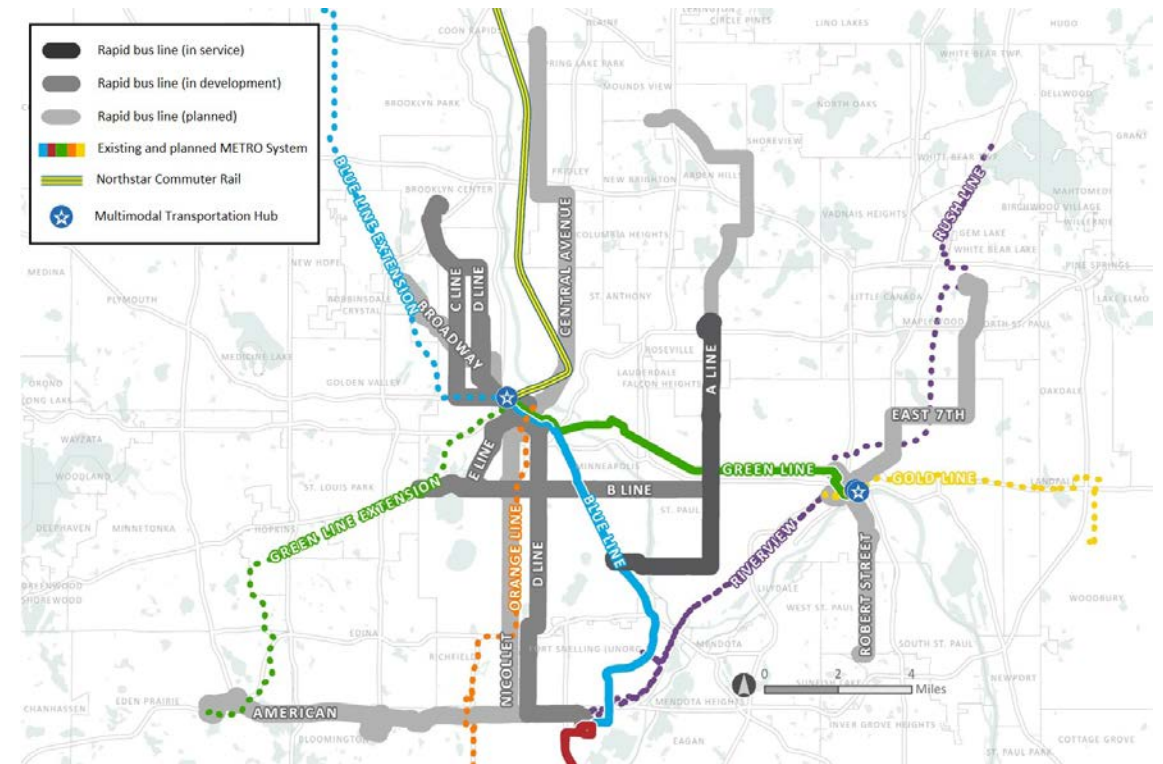 Rapid bus line (in service)
Rapid bus line (in development)
Rapid bus line (planned)
Existing and planned METRO System
Northstar Commuter Rail
Multimodal Transportation Hub
COON RAPIDS
BLAINE
CIRCLE PINES
LINO LAKES
HUGO
SPRING LAKE PARK
WHITE BEAR TWP.
MOUNDS VIEW
DELLWOOD
BROOKLYN PARK
NORTH OAKS
SHOREVIEW
GRANT
BLUE LINE EXTENSION
FRIDLEY
NEW BRIGHTON
ARDEN HILLS
WHITE BEAR TWP
RUSH LINE
MAHTOMEDI
BROOKLYN CENTER
BIRCHWOOD VILLAGE
WILLERNIE
CENTRAL AVENUE
VADNAIS HEIGHTS
GEM LAKE
COLUMBIA HEIGHTS
WHITE BEAR LAKE
MEDINA
NEW HOPE
PINE SPRINGS
C LINE
D LINE
PLYMOUTH
ROBBINSDALE
CRYSTAL
BROADWAY
ST. ANTHONY
LITTLE CANADA
LAKE ELMO
MAPLEWOOD
NORTH ST. PAUL
MEDICINE LAKE
ROSEVILLE
A LINE
ORONO
LONG LAKE
GOLDEN VALLEY
LAUDERDALE
FALCON HEIGHTS
OAKDALE
EAST 7TH
WAYZATA
E LINE
MINNEAPOLIS
GREEN LINE
GOLD LINE
LANDFALL
WOODLAND
ST. LOUIS PARK
B LINE
BLUE LINE
ST. PAUL
DEEPHAVEN
MINNETONKA
HOPKINS
GREEN LINE EXTENSION
ORANGE LINE
D LINE
RIVERVIEW
GREENWOOD
SHOREWOOD
LILYDALE
WEST ST. PAUL
ROBERT STREET
WOODBURY
EDINA
RICHFIELD
FORT SNELLING (UNORG.)
MENDOTA
SOUTH ST. PAUL
NICOLLET
SUNFISH LAKE
NEWPORT
0 2 4
Miles
CHANHASSEN
EDEN PRAIRIE
AMERICAN
MENDOTA HEIGHTS
BLOOMINGTON
EAGAN
INVER GROVE HEIGHTS
COTTAGE GROVE
ST. PAUL PARK